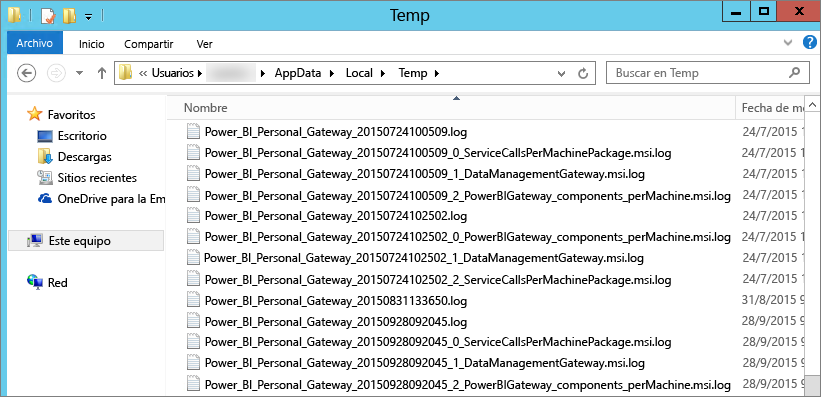 Temp
Archivo Inicio Compartir Ver
« Usuarios AppData Local Temp
Buscar en Temp
Nombre Fecha de
Favoritos
Escritorio
Descargas
Sitios recientes
OneDrive para la Em
Este equipo
Red
Power_BI_Personal_Gateway_20150724100509.log 24/7/2015 1
Power_BI_Personal_Gateway_20150724100509_0_ServiceCallsPerMachinePackage.msi.log 24/7/2015 1
Power_BI_Personal_Gateway_20150724100509_1_DataManagementGateway.msi.log 24/7/2015 1
Power_BI_Personal_Gateway_20150724100509_2_PowerBIGateway_components_perMachine.msi.log 24/7/2015 1
Power_BI_Personal_Gateway_20150724102502.log 24/7/2015 1
Power_BI_Personal_Gateway_20150724102502_0_PowerBIGateway_components_perMachine.msi.log 24/7/2015 1
Power_BI_Personal_Gateway_20150724102502_1_DataManagementGateway.msi.log 24/7/2015 1
Power_BI_Personal_Gateway_20150724102502_2_ServiceCallsPerMachinePackage.msi.log 24/7/2015 1
Power_BI_Personal_Gateway_20150831133650.log 31/8/2015 9
Power_BI_Personal_Gateway_20150928092045.log 28/9/2015 9
Power_BI_Personal_Gateway_20150928092045_0_ServiceCallsPerMachinePackage.msi.log 28/9/2015 9
Power_BI_Personal_Gateway_20150928092045_1_DataManagementGateway.msi.log 28/9/2015 9
Power_BI_Personal_Gateway_20150928092045_2_PowerBIGateway_components_perMachine.msi.log 28/9/2015 9